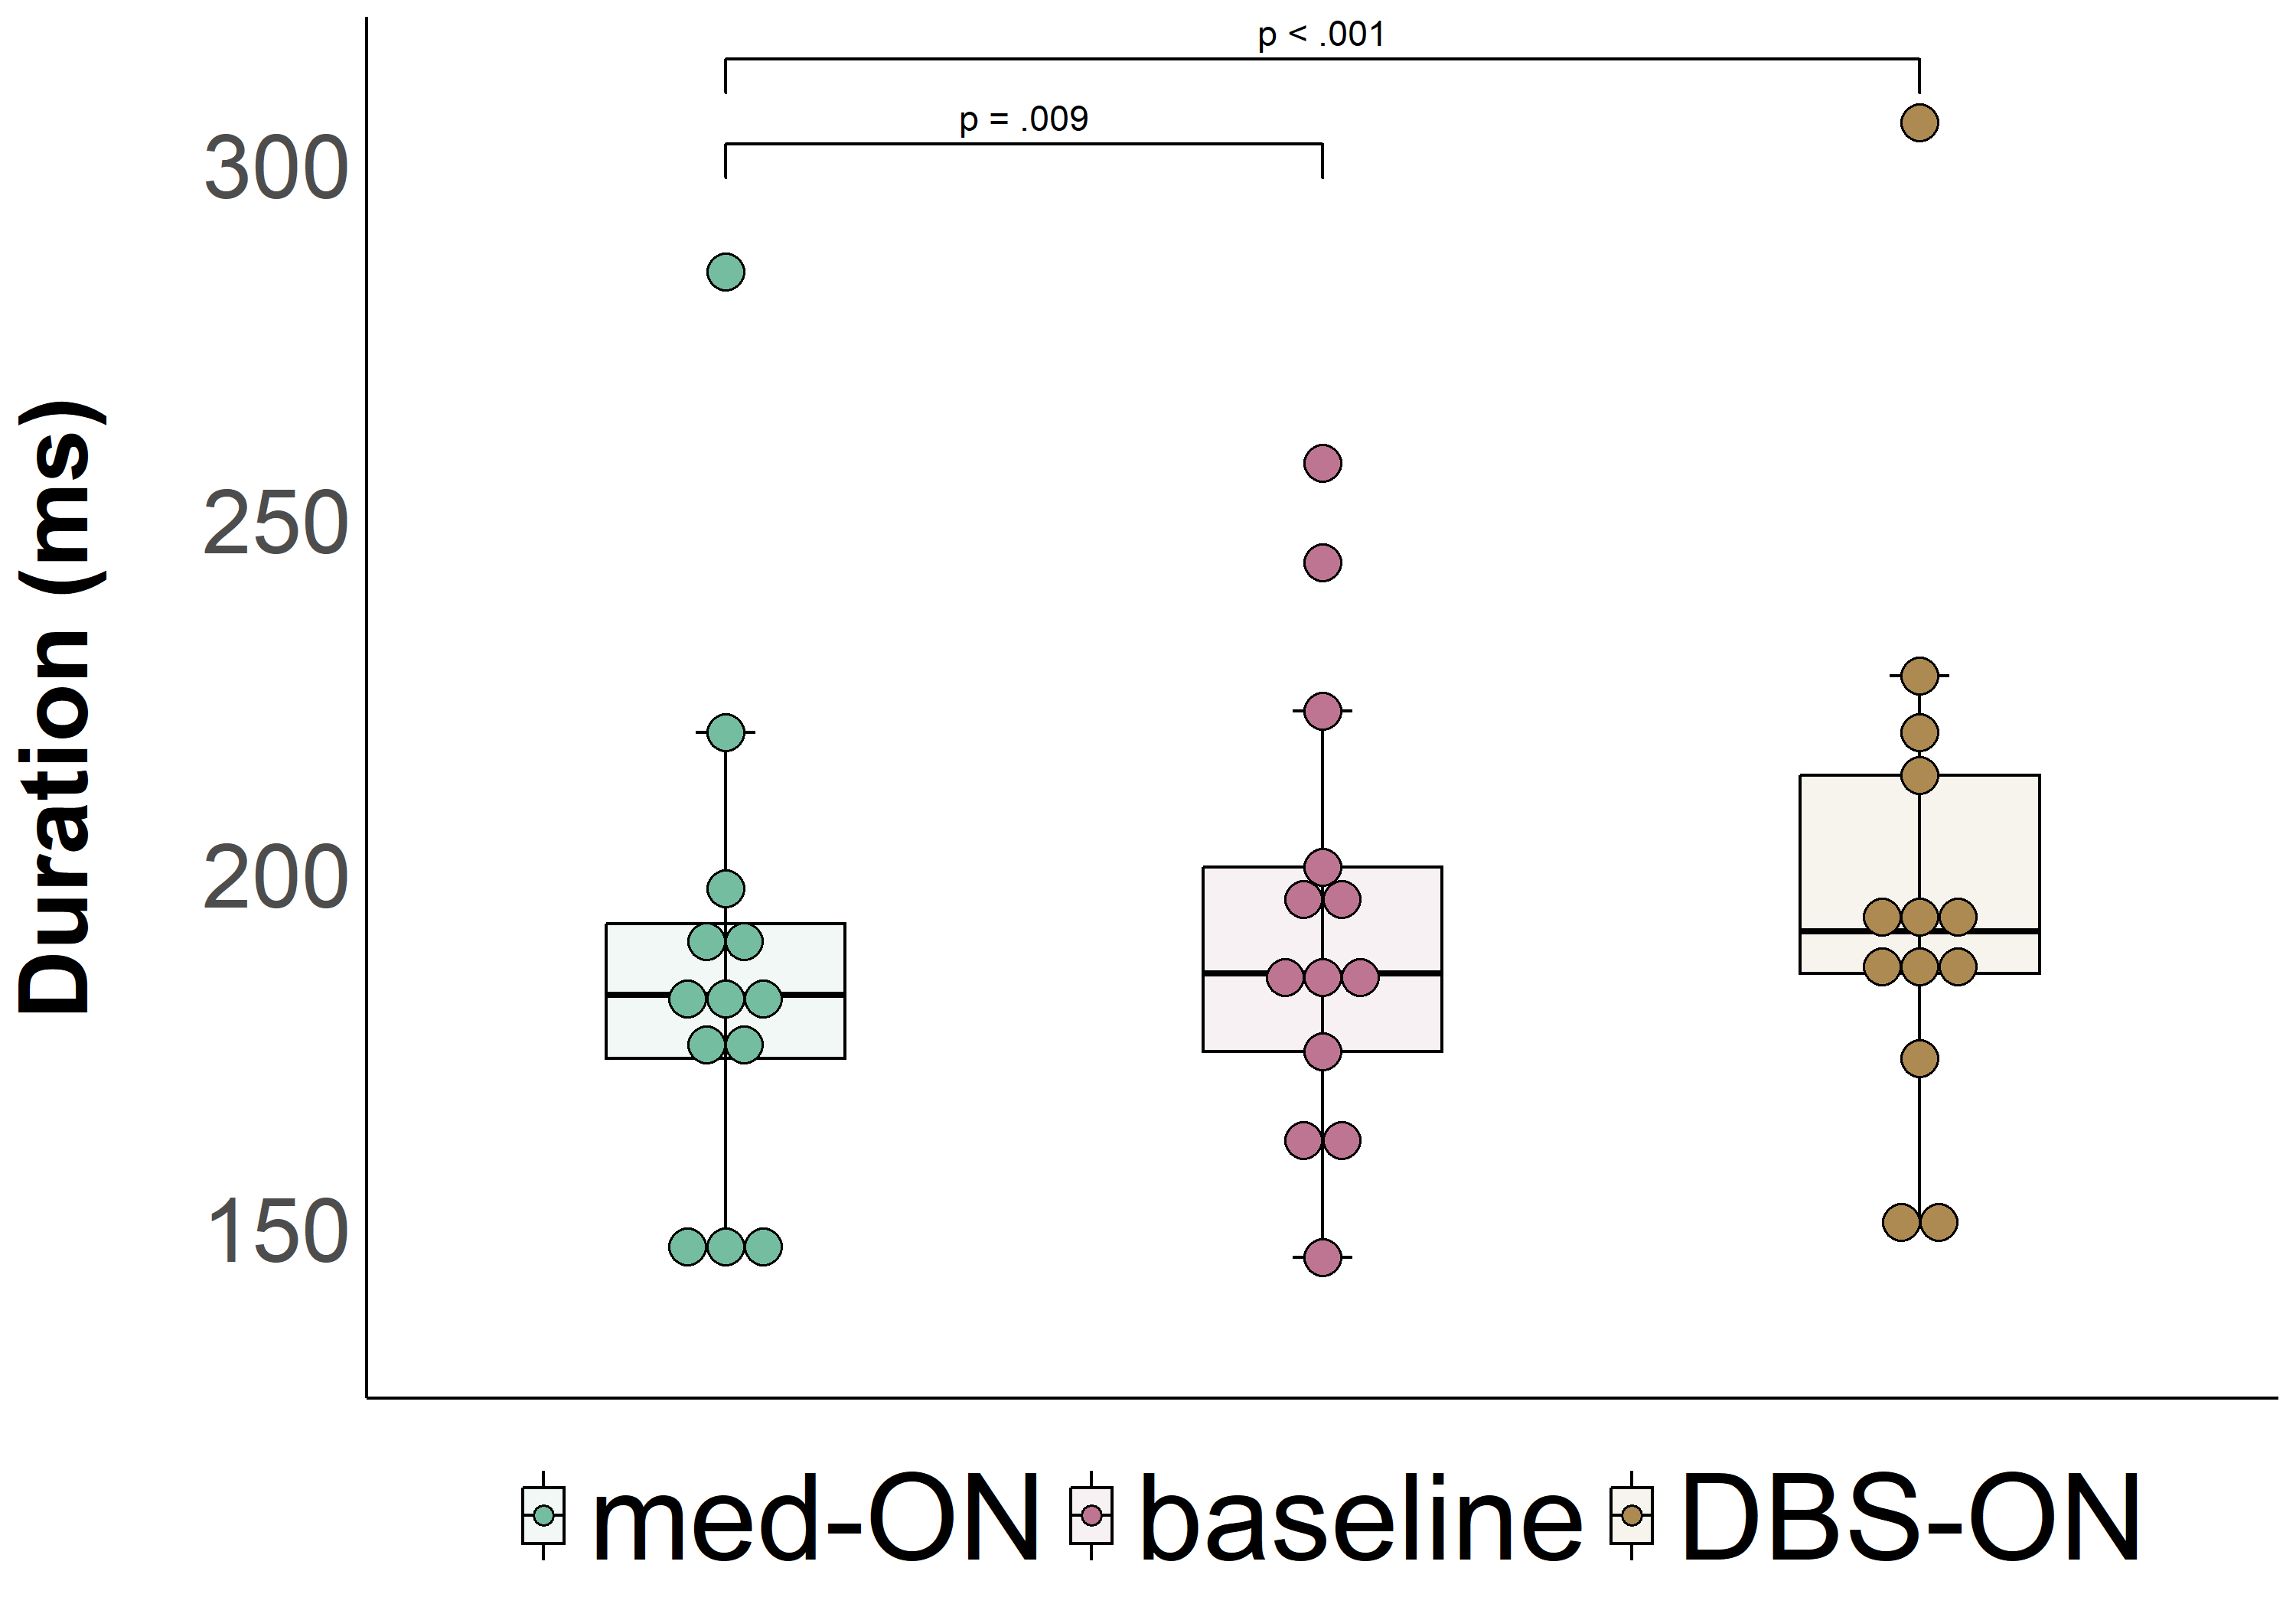 p < .001
p = .009
300
250
200
150
Duration (ms)
med-ON baseline DBS-ON